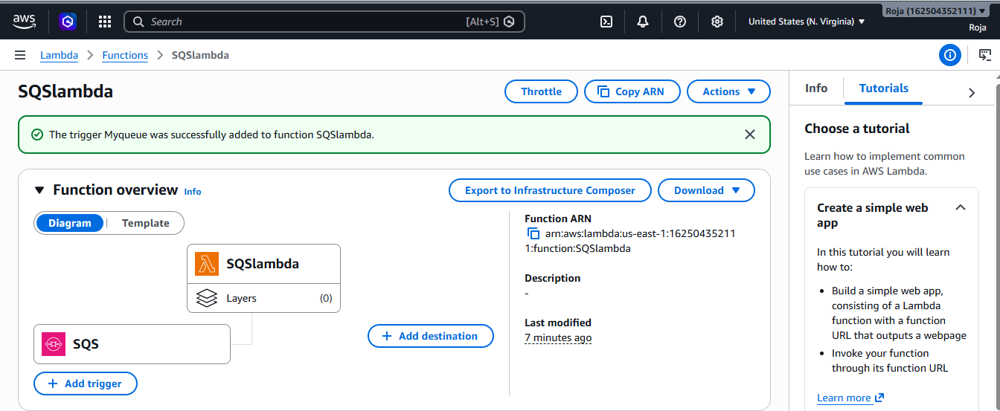 aws
Search
[Alt+S]
United States (N. Virginia)
Roja (162504352111)
Roja
Lambda
Functions
SQSlambda
SQSlambda
Throttle
Copy ARN
Actions
The trigger Myqueue was successfully added to function SQSlambda.
Function overview Info
Export to Infrastructure Composer
Download
Diagram
Template
SQSlambda
Layers
(0)
SQS
Add trigger
Add destination
Function ARN
arn:aws:lambda:us-east-1:16250435211
1:function:SQSlambda
Description
-
Last modified
7 minutes ago
Info
Tutorials
Choose a tutorial
Learn how to implement common
use cases in AWS Lambda.
Create a simple web
app
In this tutorial you will learn
how to:
• Build a simple web app,
consisting of a Lambda
function with a function
URL that outputs a webpage
• Invoke your function
through its function URL
Learn more